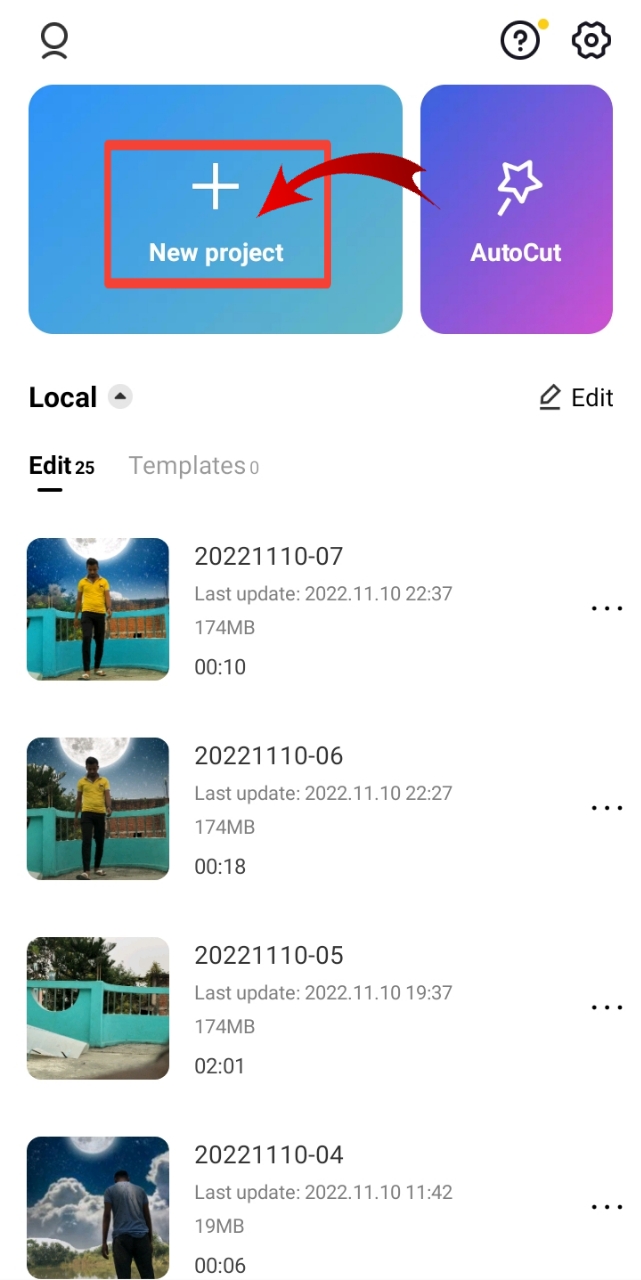 New project
AutoCut
Local
Edit
Edit 25
Templates 0
20221110-07
Last update: 2022.11.10 22:37
174MB
00:10
20221110-06
Last update: 2022.11.10 22:27
174MB
00:18
20221110-05
Last update: 2022.11.10 19:37
174MB
02:01
20221110-04
Last update: 2022.11.10 11:42
19MB
00:06